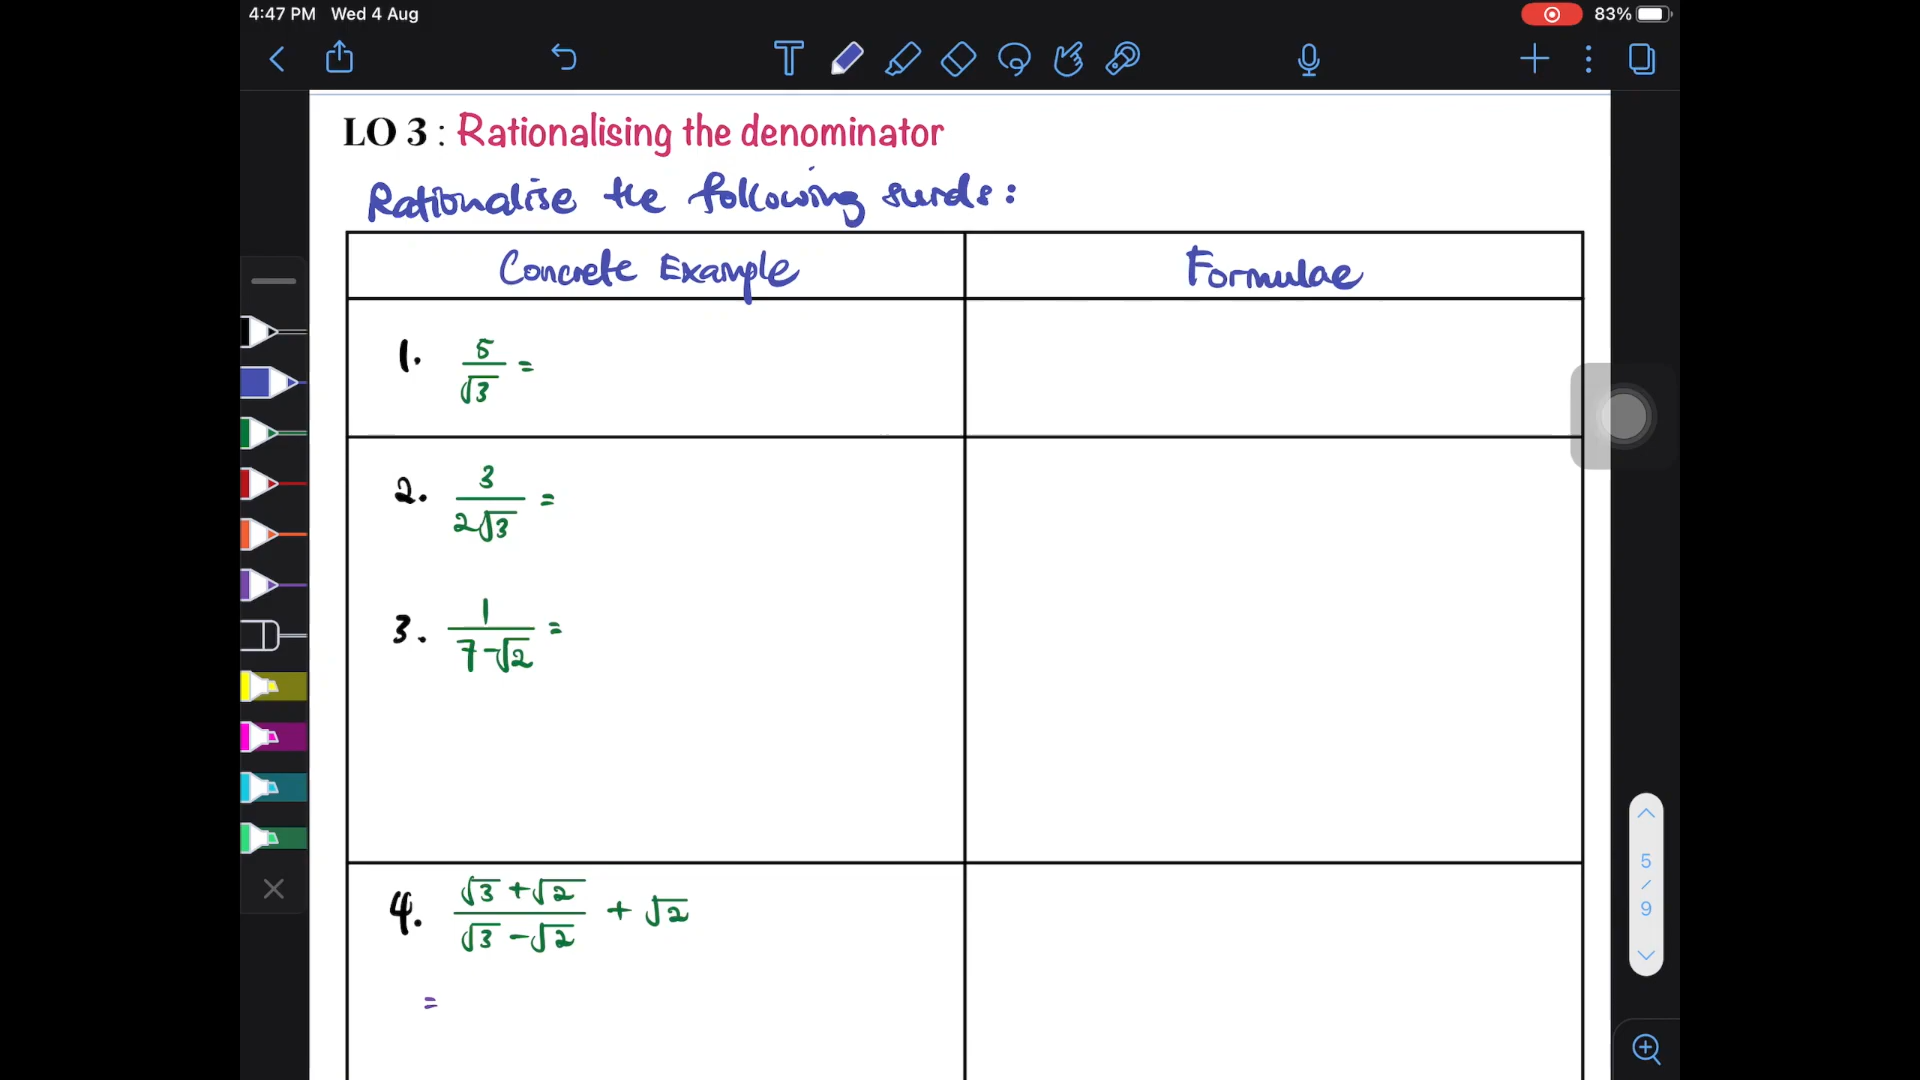 4:47 PM Wed 4 Aug
83%
LO 3 : Rationalising the denominator
Rationalise the following surds:
Concrete Example
Formulae
1. 5/√3 =
2. 3/2√3 =
3. 1/7-√2 =
4. √3 + √2/√3 - √2 + √2
=
5
/
9